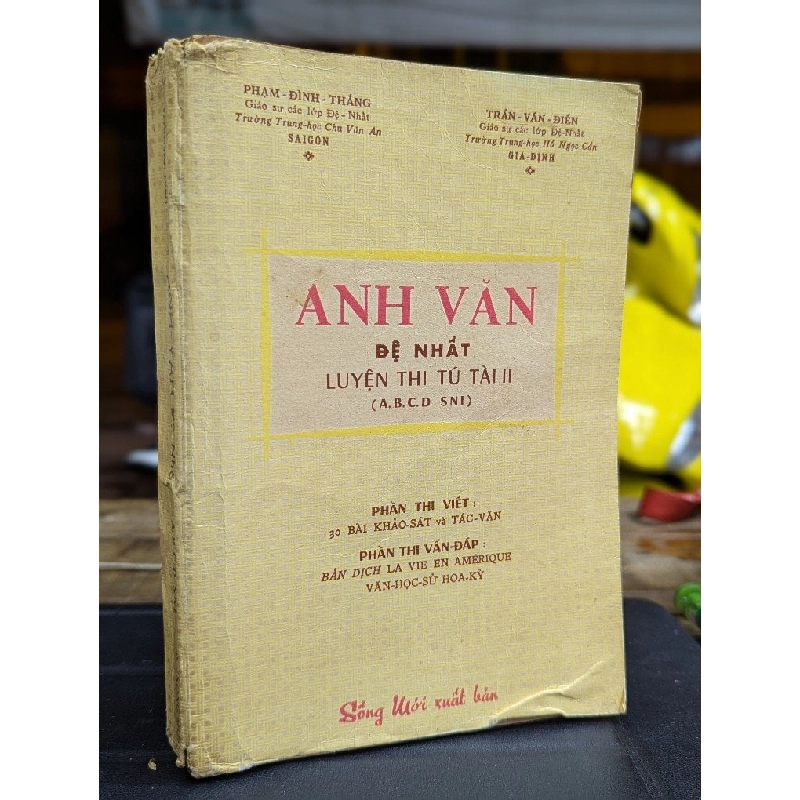 PHẠM-ĐÌNH-THẮNG
Giáo sư các lớp Đệ-Nhất
Trường Trung-học Chu Văn An
SAIGON
TRẦN-VĂN-ĐIỀN
Giáo sư các lớp Đệ-Nhất
Trường Trung-học Hồ Ngọc Cẩn
GIA-ĐỊNH
ANH VĂN
ĐỆ NHẤT
LUYỆN THI TÚ TÀI II
(A.B.C.D SNI)
PHẦN THI VIẾT :
30 BÀI KHẢO-SÁT và TÁC-VĂN
PHẦN THI VẤN-ĐÁP :
BẢN DỊCH LA VIE EN AMÉRIQUE
VĂN-HỌC-SỬ HOA-KỲ
Sống Mới xuất bản